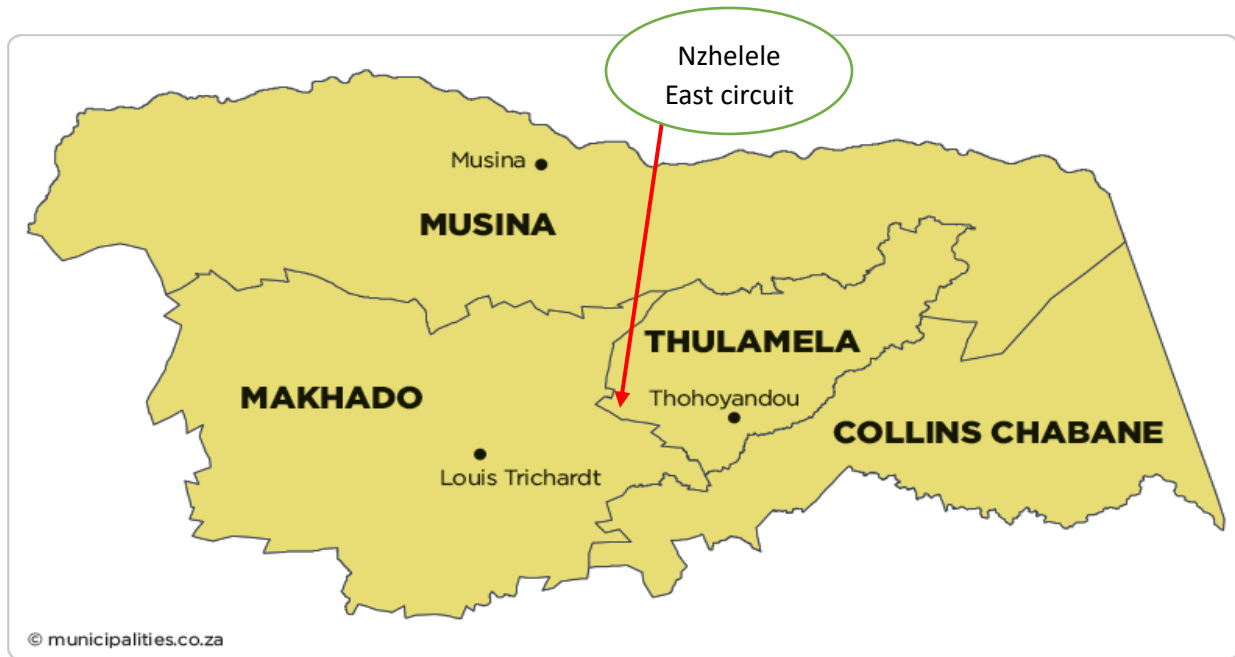 Nzhelele
East circuit
Musina
MUSINA
THULAMELA
MAKHADO
Thohoyandou
COLLINS CHABANE
Louis Trichardt
© municipalities.co.za